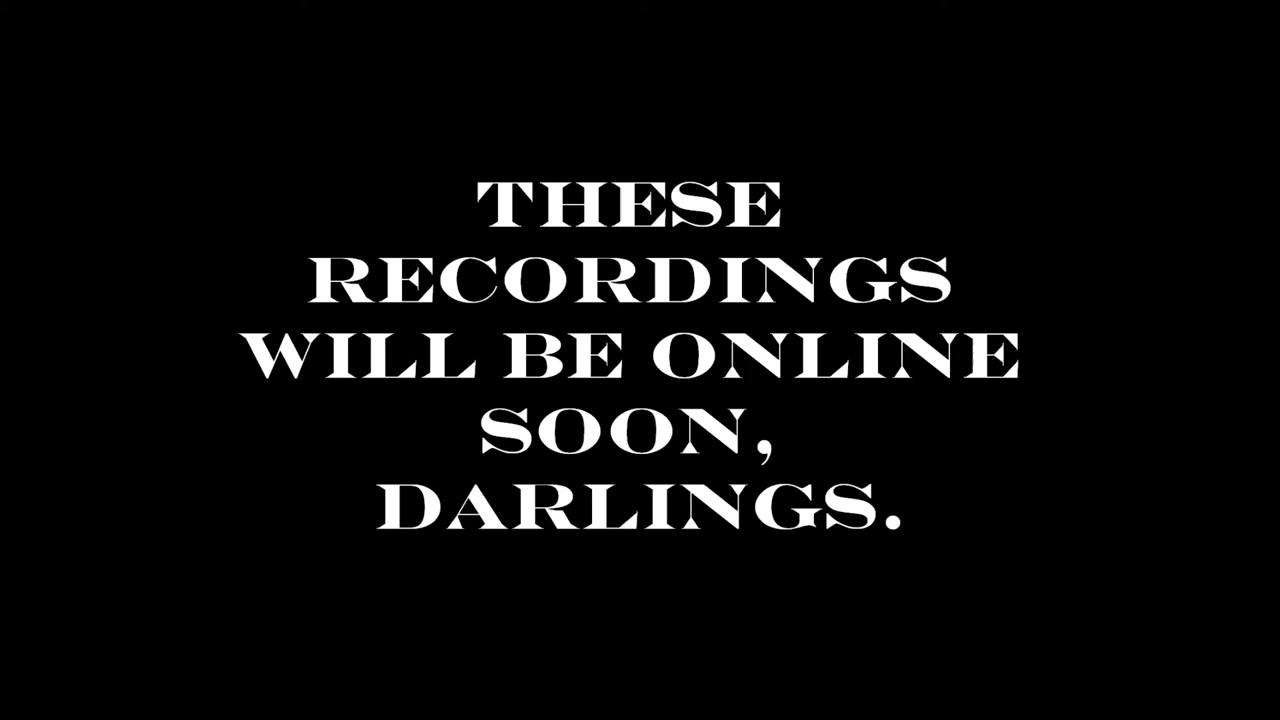 THESE
RECORDINGS
WILL BE ONLINE
SOON,
DARLINGS.